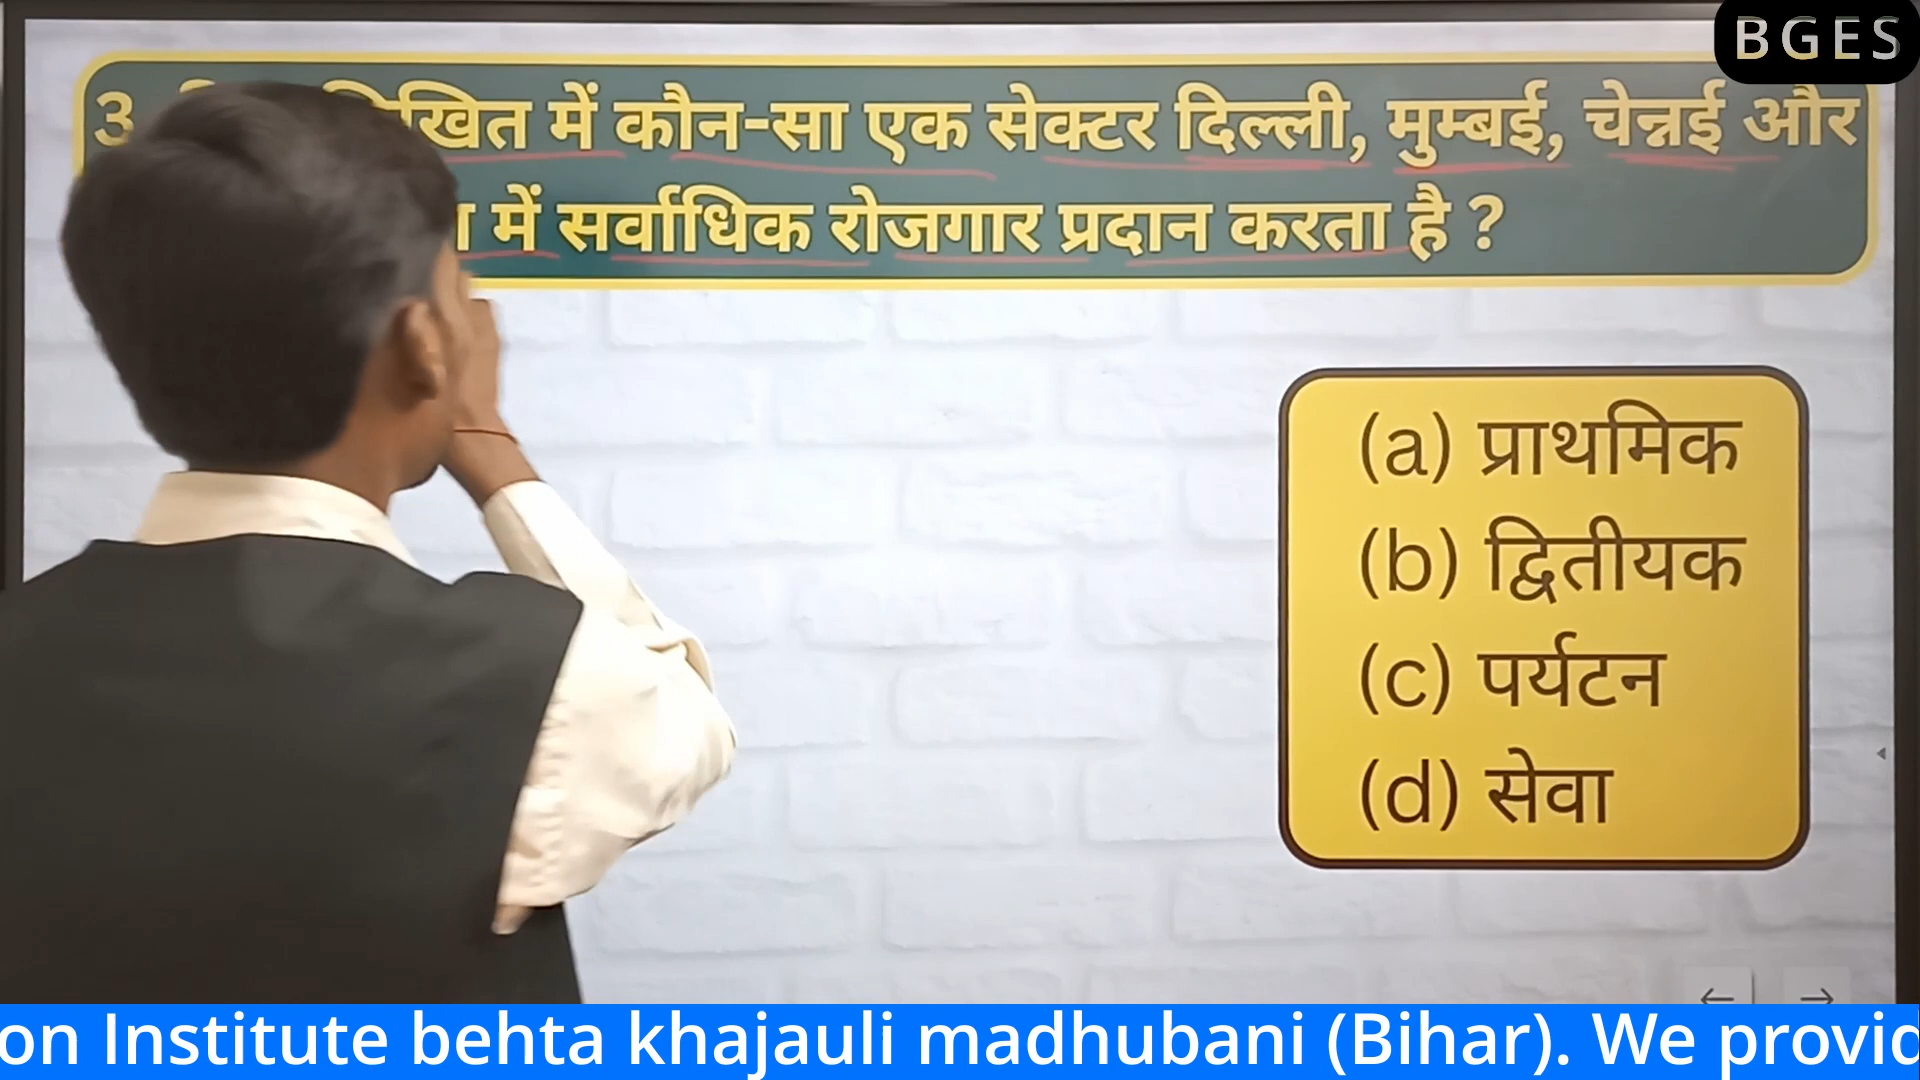 BGES
3 में कौन-सा एक सेक्टर दिल्ली, मुम्बई, चेन्नई और
में सर्वाधिक रोजगार प्रदान करता है ?
(a) प्राथमिक
(b) द्वितीयक
(c) पर्यटन
(d) सेवा
on Institute behta khajauli madhubani (Bihar). We provid